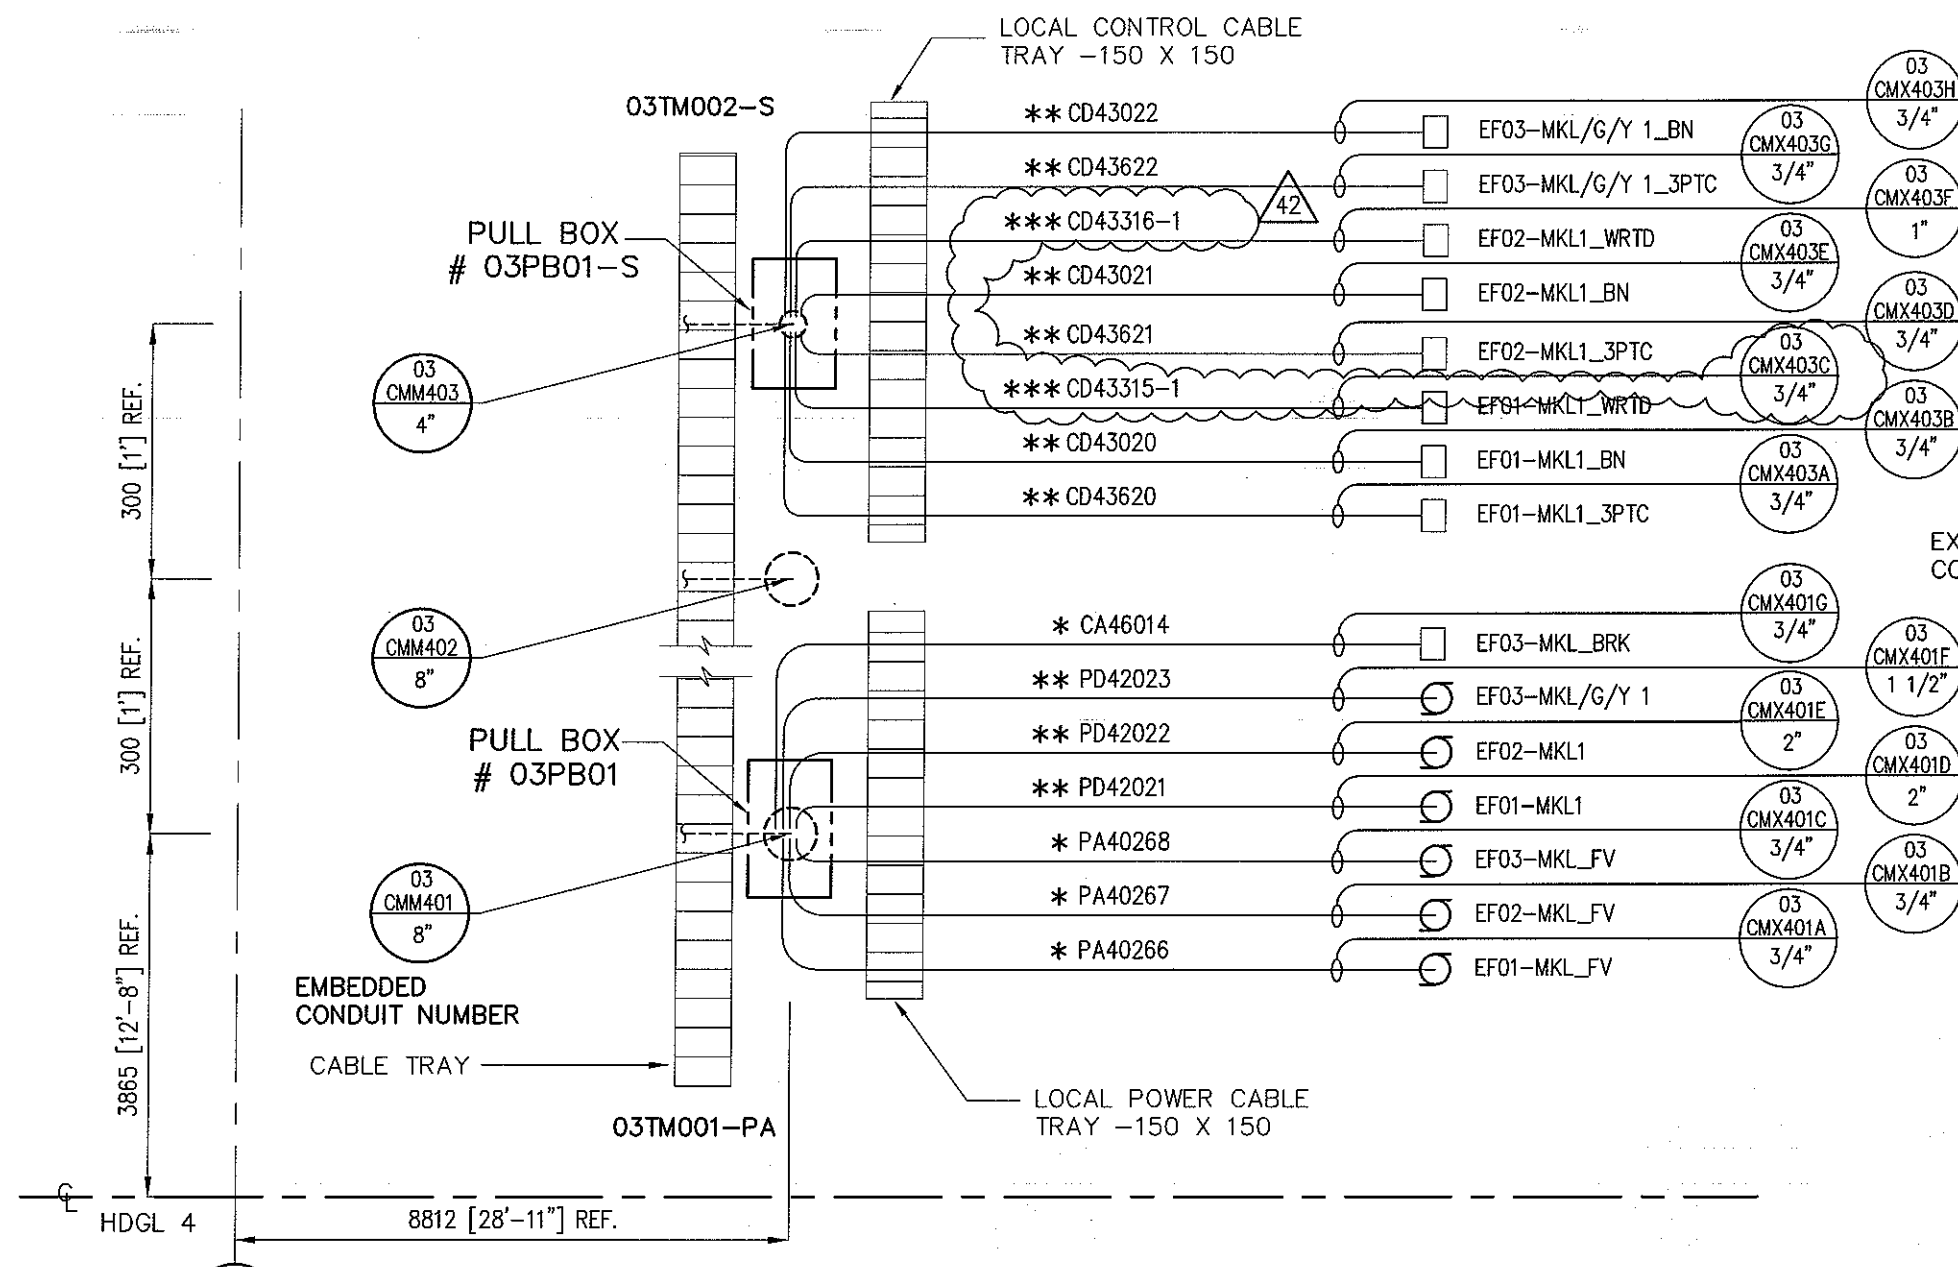 LOCAL CONTROL CABLE
TRAY -150 X 150
03TM002-S
PULL BOX
# 03PB01-S
** CD43022
EF03-MKL/G/Y 1_BN
03
CMX403H
3/4"
** CD43622
EF03-MKL/G/Y 1_3PTC
03
CMX403G
3/4"
42
*** CD43316-1
EF02-MKL1_WRTD
03
CMX403F
1"
** CD43021
EF02-MKL1_BN
03
CMX403E
3/4"
** CD43621
EF02-MKL1_3PTC
03
CMX403D
3/4"
*** CD43315-1
EF01-MKL1_WRTD
03
CMX403C
3/4"
** CD43020
EF01-MKL1_BN
03
CMX403B
3/4"
** CD43620
EF01-MKL1_3PTC
03
CMX403A
3/4"
03
CMM403
4"
300 [1'] REF.
EX
CO
03
CMM402
8"
300 [1'] REF.
PULL BOX
# 03PB01
* CA46014
EF03-MKL_BRK
03
CMX401G
3/4"
** PD42023
EF03-MKL/G/Y 1
03
CMX401F
1 1/2"
** PD42022
EF02-MKL1
03
CMX401E
2"
** PD42021
EF01-MKL1
03
CMX401D
2"
* PA40268
EF03-MKL_FV
03
CMX401C
3/4"
* PA40267
EF02-MKL_FV
03
CMX401B
3/4"
* PA40266
EF01-MKL_FV
03
CMX401A
3/4"
03
CMM401
8"
3865 [12'-8"] REF.
EMBEDDED
CONDUIT NUMBER
CABLE TRAY
03TM001-PA
LOCAL POWER CABLE
TRAY -150 X 150
HDGL 4
8812 [28'-11"] REF.